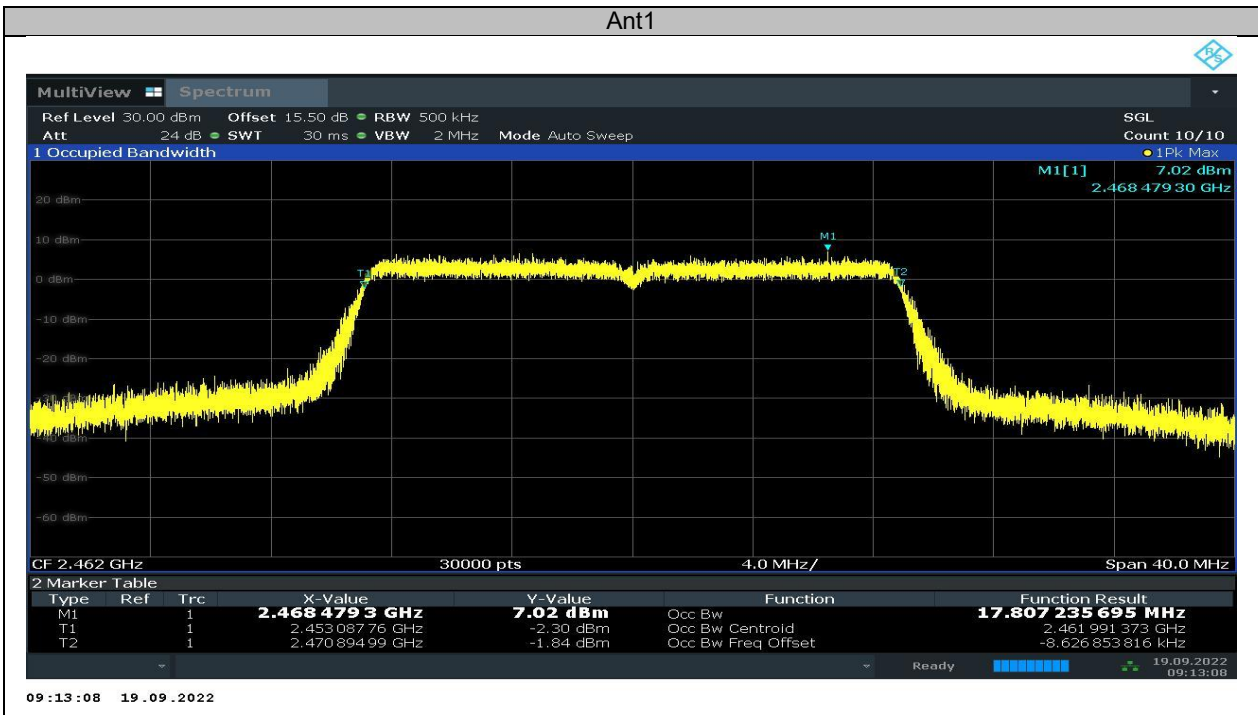 Ant1
R&S
MultiView Spectrum
Ref Level 30.00 dBm Offset 15.50 dB RBW 500 kHz SGL
Att 24 dB SWT 30 ms VBW 2 MHz Mode Auto Sweep Count 10/10
1 Occupied Bandwidth 1Pk Max
M1[1] 7.02 dBm
2.468 479 30 GHz
20 dBm
10 dBm
M1
T1
T2
0 dBm
-10 dBm
-20 dBm
-40 dBm
-50 dBm
-60 dBm
CF 2.462 GHz 30000 pts 4.0 MHz/ Span 40.0 MHz
2 Marker Table
Type Ref Trc X-Value Y-Value Function Function Result
M1 1 2.468 479 3 GHz 7.02 dBm Occ Bw 17.807 235 695 MHz
T1 1 2.453 087 76 GHz -2.30 dBm Occ Bw Centroid 2.461 991 373 GHz
T2 1 2.470 894 99 GHz -1.84 dBm Occ Bw Freq Offset -8.626 853 816 kHz
Ready 19.09.2022
09:13:08
09:13:08 19.09.2022